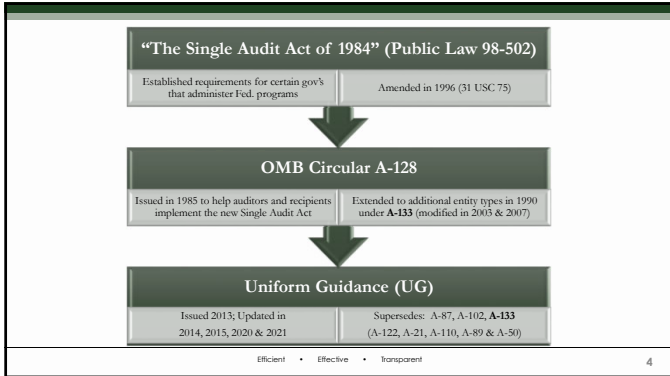 “The Single Audit Act of 1984” (Public Law 98-502)
Established requirements for certain gov’s
that administer Fed. programs
Amended in 1996 (31 USC 75)
OMB Circular A-128
Issued in 1985 to help auditors and recipients
implement the new Single Audit Act
Extended to additional entity types in 1990
under A-133 (modified in 2003 & 2007)
Uniform Guidance (UG)
Issued 2013; Updated in
2014, 2015, 2020 & 2021
Supersedes: A-87, A-102, A-133
(A-122, A-21, A-110, A-89 & A-50)
Efficient • Effective • Transparent
4